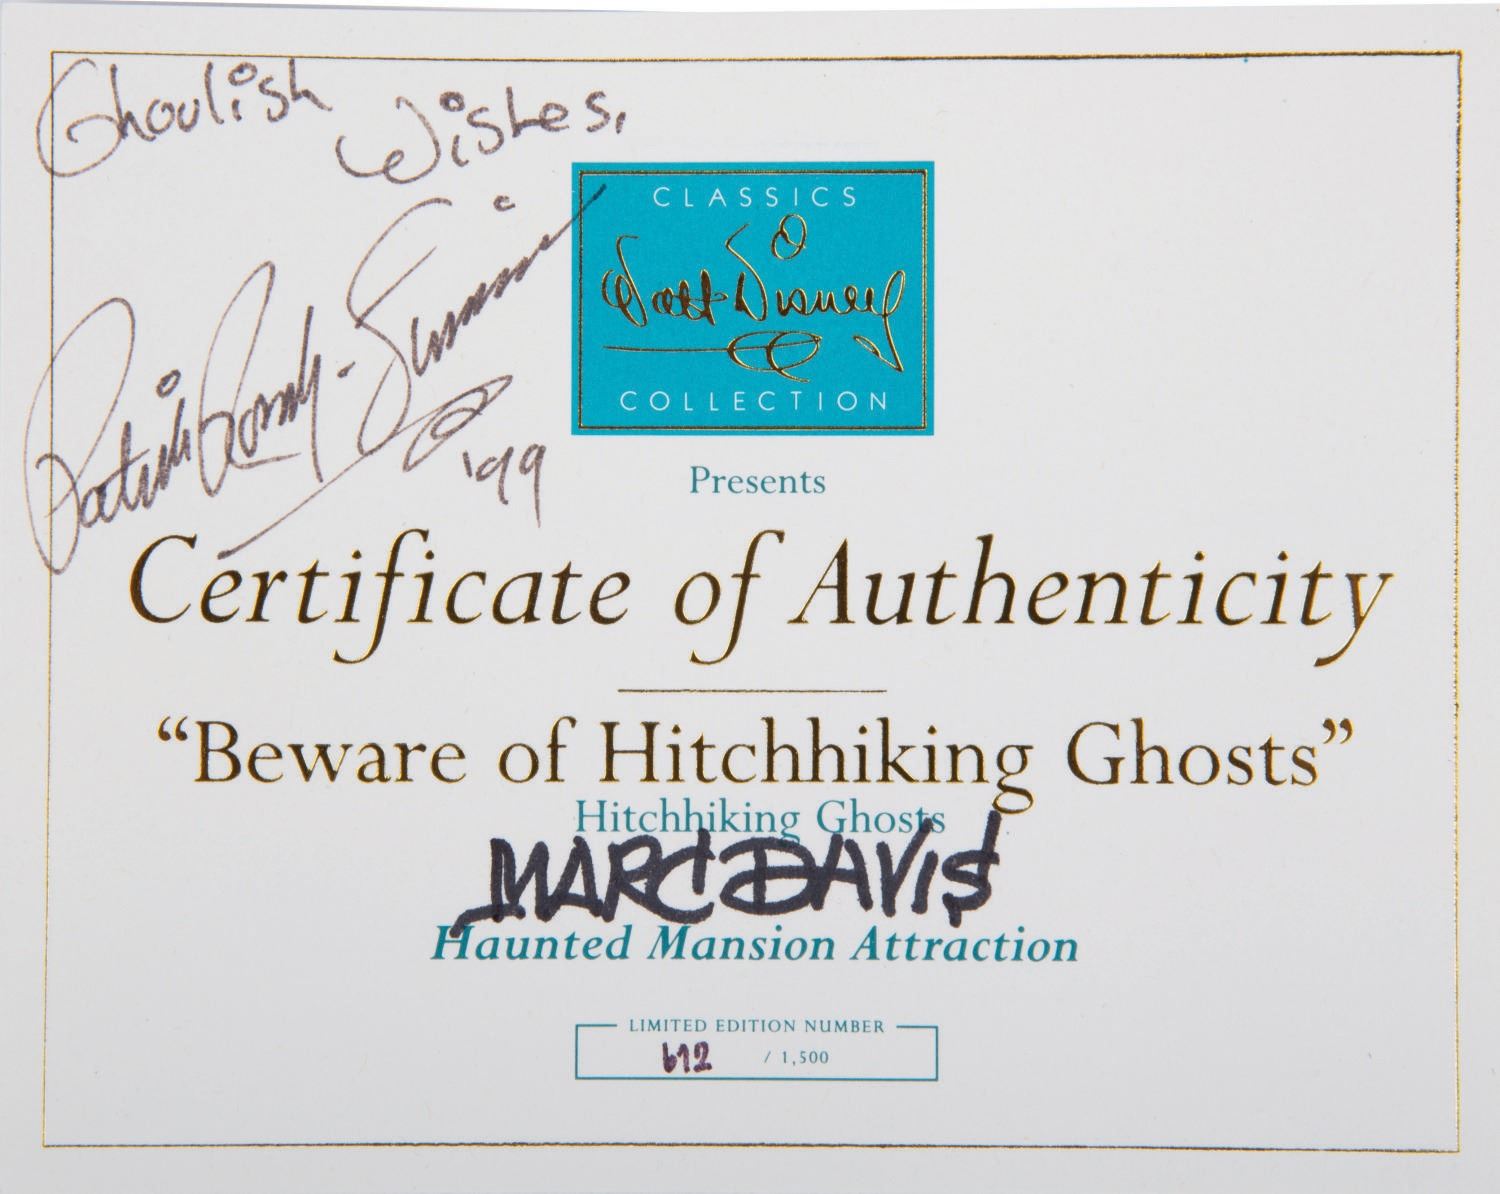 Ghoulish Wishes,
CLASSICS
Walt Disney
COLLECTION
'99
Presents
Certificate of Authenticity
“Beware of Hitchhiking Ghosts”
Hitchhiking Ghosts
MARC DAVIS
Haunted Mansion Attraction
LIMITED EDITION NUMBER
612 / 1,500